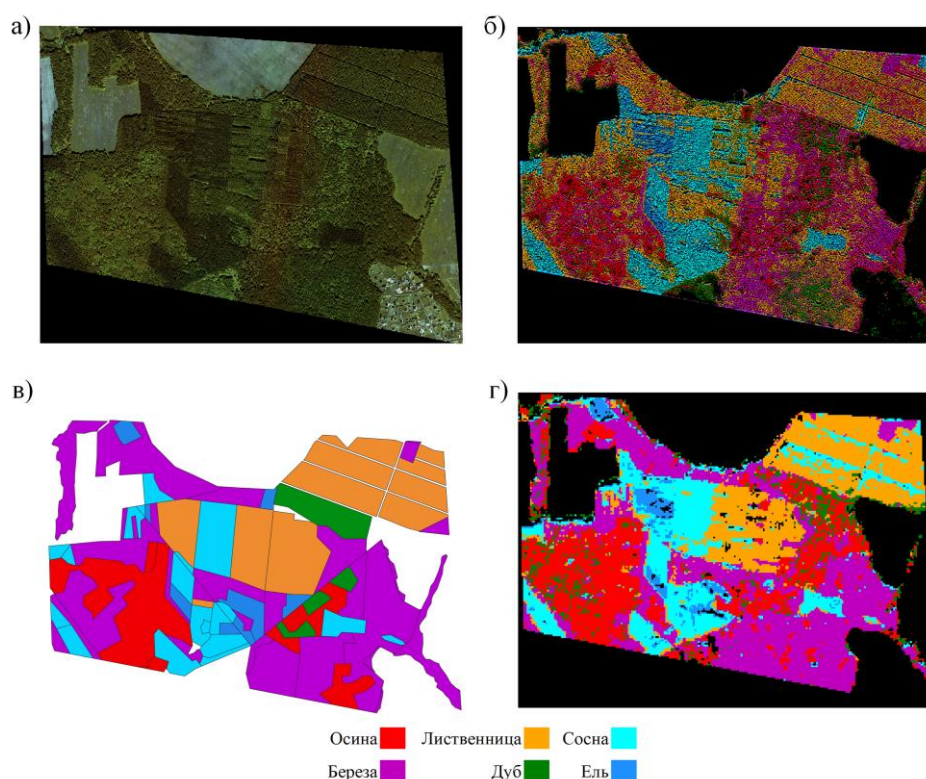 а) б)
в) г)
Осина Лиственница Сосна
Береза Дуб Ель